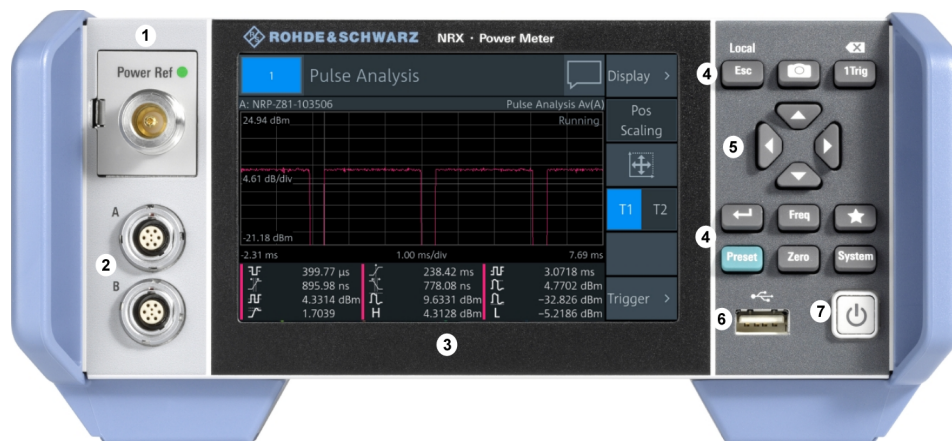 1
Power Ref
A
2
B
ROHDE&SCHWARZ NRX · Power Meter
1 Pulse Analysis
Display >
A: NRP-Z81-103506 Pulse Analysis Av(A)
24.94 dBm Running
Pos
Scaling
4.61 dB/div
T1 T2
-21.18 dBm
-2.31 ms 1.00 ms/div 7.69 ms
399.77 µs 238.42 ms 3.0718 ms
895.98 ns 778.08 ns 4.7702 dBm
4.3314 dBm 9.6331 dBm −32.826 dBm
1.7039 H 4.3128 dBm L −5.2186 dBm
Trigger >
3
Local
4 Esc 1Trig
5
Freq
4
Preset Zero System
6
7